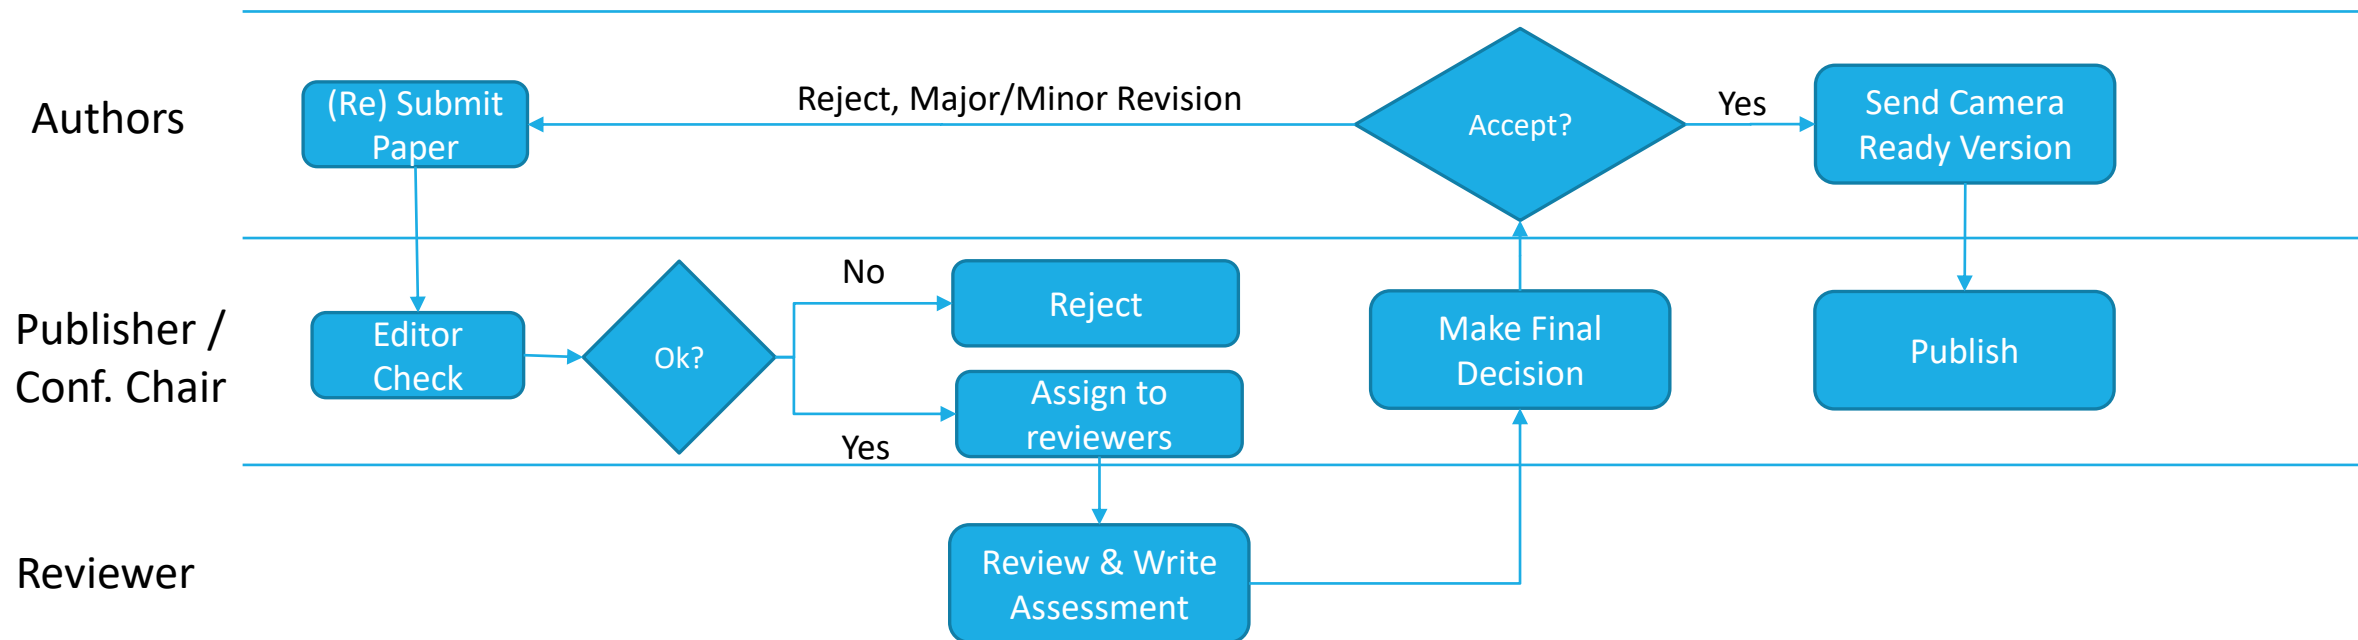 Authors
(Re) Submit
Paper
Reject, Major/Minor Revision
Accept?
Yes
Send Camera
Ready Version
Publisher /
Conf. Chair
Editor
Check
Ok?
No
Reject
Yes
Assign to
reviewers
Make Final
Decision
Publish
Reviewer
Review & Write
Assessment